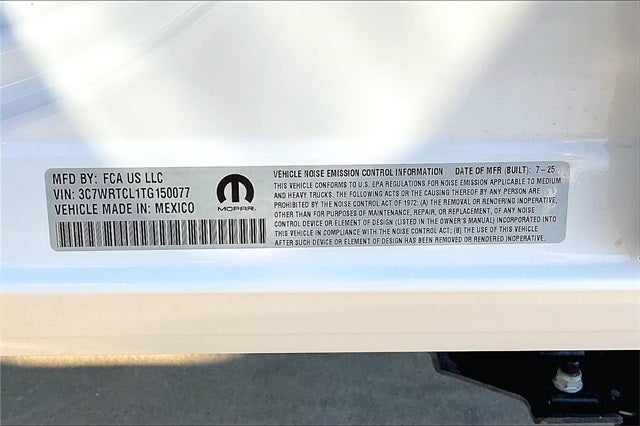 MFD BY: FCA US LLC
VIN: 3C7WRTCL1TG150077
VEHICLE MADE IN: MEXICO
MOPAR
VEHICLE NOISE EMISSION CONTROL INFORMATION DATE OF MFR (BUILT): 7-25
THIS VEHICLE CONFORMS TO U.S. EPA REGULATIONS FOR NOISE EMISSION APPLICABLE TO MEDIUM
AND HEAVY TRUCKS. THE FOLLOWING ACTS OR THE CAUSING THEREOF BY ANY PERSON ARE
PROHIBITED BY THE NOISE CONTROL ACT OF 1972: (A) THE REMOVAL OR RENDERING INOPERATIVE,
OTHER THAN FOR PURPOSES OF MAINTENANCE, REPAIR, OR REPLACEMENT, OF ANY NOISE
CONTROL DEVICE OR ELEMENT OF DESIGN (LISTED IN THE OWNER'S MANUAL) INCORPORATED INTO
THIS VEHICLE IN COMPLIANCE WITH THE NOISE CONTROL ACT; (B) THE USE OF THIS VEHICLE
AFTER SUCH DEVICE OR ELEMENT OF DESIGN HAS BEEN REMOVED OR RENDERED INOPERATIVE.